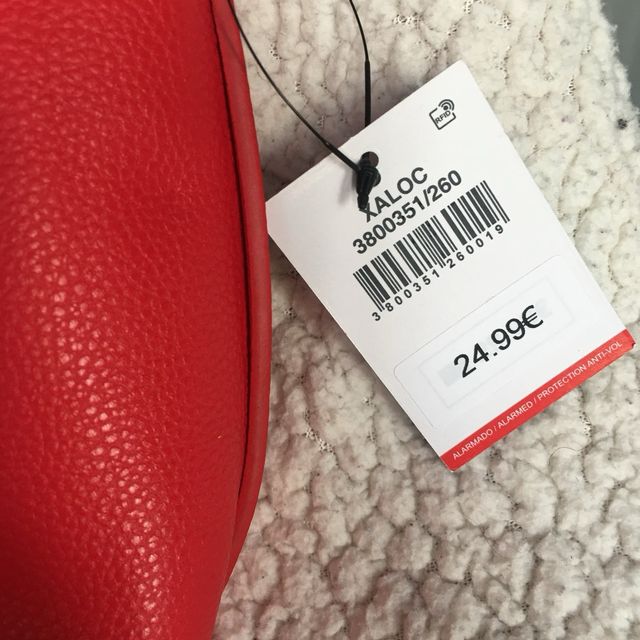 RFID
XALOC
3800351/260
3 800351 260019
24.99€
ALARMADO / ALARMED / PROTECTION ANTI-VOL